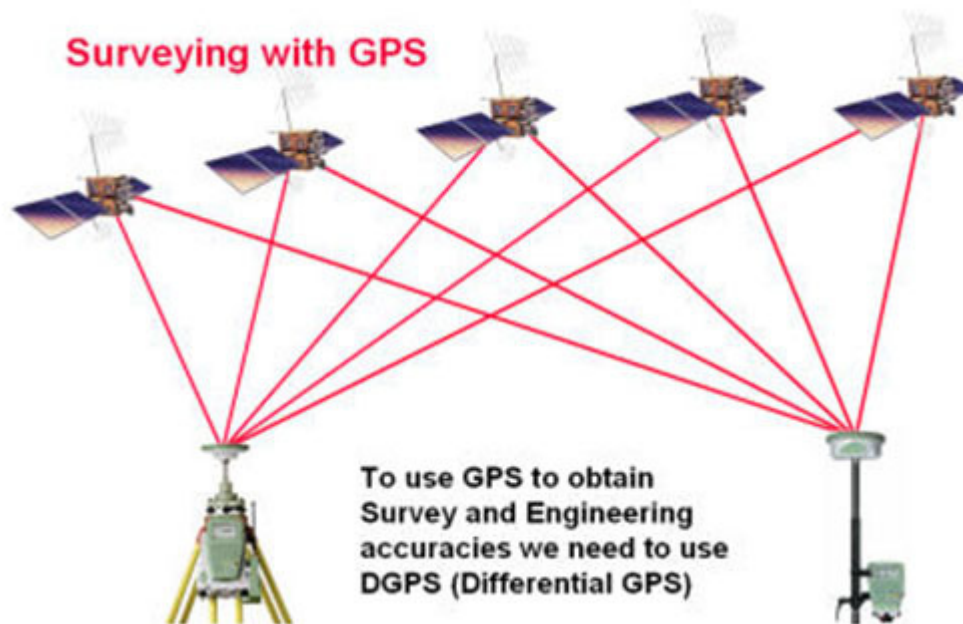 Surveying with GPS
To use GPS to obtain
Survey and Engineering
accuracies we need to use
DGPS (Differential GPS)